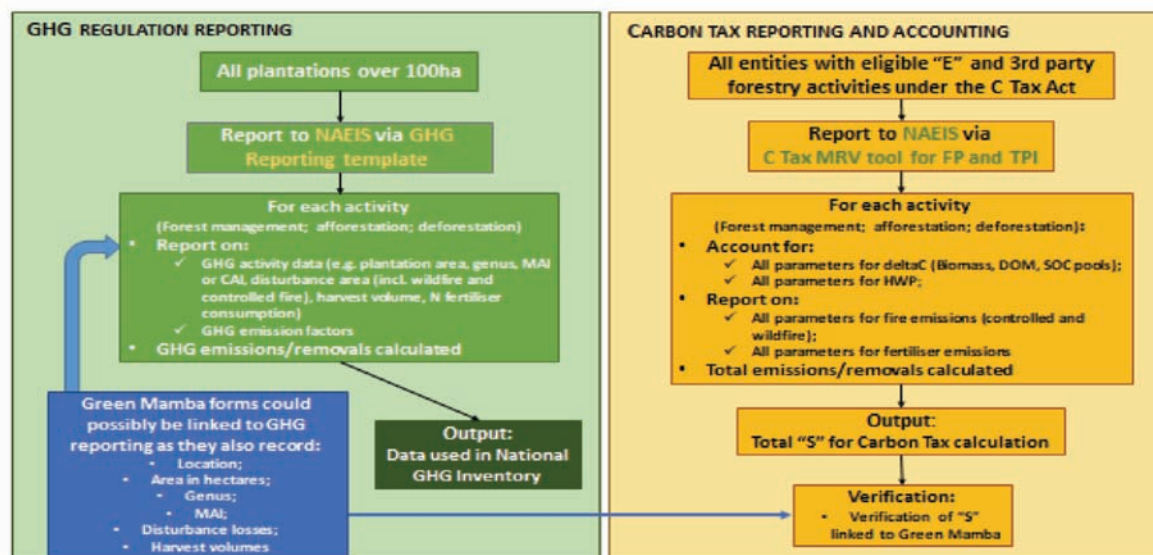 GHG REGULATION REPORTING
All plantations over 100ha
Report to NAEIS via GHG
Reporting template
For each activity
(Forest management; afforestation; deforestation)
• Report on:
✓ GHG activity data (e.g. plantation area, genus, MAI
or CAI, disturbance area (incl. wildfire and
controlled fire), harvest volume, N fertiliser
consumption)
✓ GHG emission factors
• GHG emissions/removals calculated
Green Mamba forms could
possibly be linked to GHG
reporting as they also record:
• Location;
• Area in hectares;
• Genus;
• MAI;
• Disturbance losses;
• Harvest volumes
Output:
Data used in National
GHG Inventory
CARBON TAX REPORTING AND ACCOUNTING
All entities with eligible "E" and 3rd party
forestry activities under the C Tax Act
Report to NAEIS via
C Tax MRV tool for FP and TPI
For each activity
(Forest management; afforestation; deforestation):
• Account for:
✓ All parameters for deltaC (Biomass, DOM, SOC pools);
✓ All parameters for HWP;
• Report on:
✓ All parameters for fire emissions (controlled and
wildfire);
✓ All parameters for fertiliser emissions
• Total emissions/removals calculated
Output:
Total "S" for Carbon Tax calculation
Verification:
• Verification of "S"
linked to Green Mamba